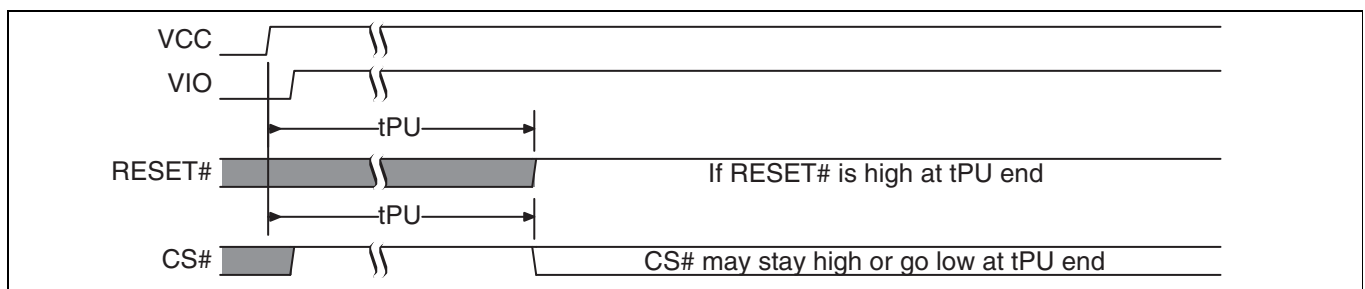 VCC
VIO
tPU
RESET#
If RESET# is high at tPU end
tPU
CS#
CS# may stay high or go low at tPU end